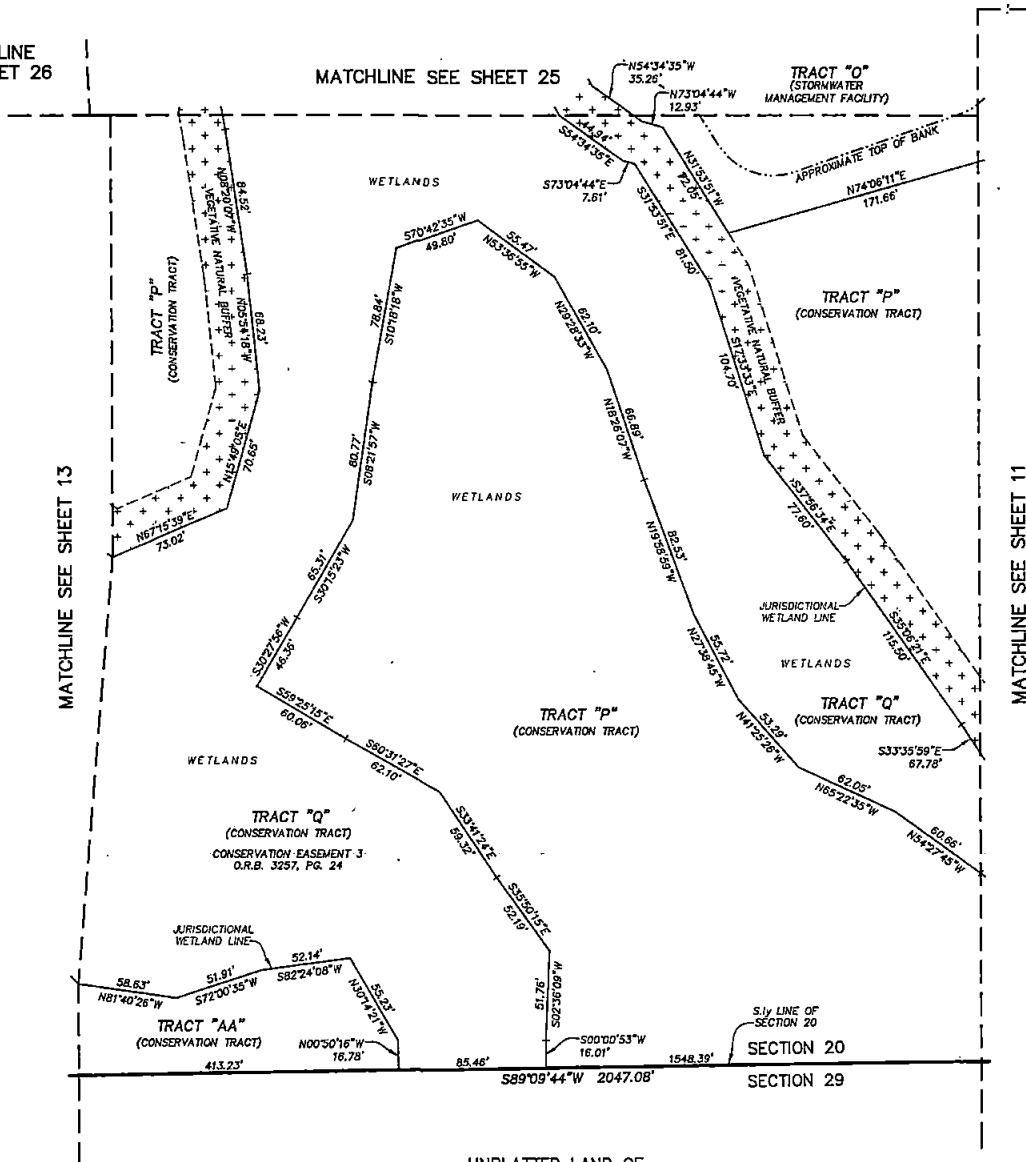 LINE
ET 26
MATCHLINE SEE SHEET 25
N54°34'35"W
35.26'
N73°04'44"W
12.93'
TRACT "O"
(STORMWATER
MANAGEMENT FACILITY)
APPROXIMATE TOP OF BANK
N74°06'11"E
171.66'
44.94'
S54°34'35"E
S73°04'44"E
7.61'
N31°53'51"W
72.05'
S31°53'51"E
81.50'
WETLANDS
84.52'
N08°20'07"W
VEGETATIVE NATURAL BUFFER
N05°54'18"W
68.23'
TRACT "P"
(CONSERVATION TRACT)
N15°49'05"E
70.65'
N67°15'39"E
73.02'
S70°42'35"W
49.80'
55.47'
N53°36'55"W
78.84'
S10°18'18"W
62.10'
N29°28'33"W
TRACT "P"
(CONSERVATION TRACT)
VEGETATIVE NATURAL BUFFER
S17°33'33"E
104.70'
66.89'
N18°26'07"W
80.77'
S08°21'57"W
WETLANDS
MATCHLINE SEE SHEET 13
MATCHLINE SEE SHEET 11
S37°56'34"E
77.60'
82.53'
N19°58'59"W
65.31'
S30°15'23"W
JURISDICTIONAL
WETLAND LINE
S35°06'21"E
115.50'
S30°27'56"W
46.36'
55.72'
N27°38'45"W
WETLANDS
S59°25'15"E
60.06'
TRACT "P"
(CONSERVATION TRACT)
TRACT "Q"
(CONSERVATION TRACT)
53.29'
N41°25'26"W
S60°31'27"E
62.10'
S33°35'59"E
67.78'
WETLANDS
62.05'
N65°22'35"W
TRACT "Q"
(CONSERVATION TRACT)
CONSERVATION EASEMENT 3
O.R.B. 3257, PG. 24
S33°41'24"E
59.32'
60.66'
N54°27'45"W
S35°50'15"E
52.19'
JURISDICTIONAL
WETLAND LINE
58.63'
N81°40'26"W
51.91'
S72°00'35"W
52.14'
S82°24'08"W
55.23'
N30°14'21"W
51.76'
S02°36'09"W
TRACT "AA"
(CONSERVATION TRACT)
N00°50'16"W
16.78'
S00°00'53"W
16.01'
S.ly LINE OF
SECTION 20
SECTION 20
413.23'
85.46'
1548.39'
S89°09'44"W 2047.08'
SECTION 29